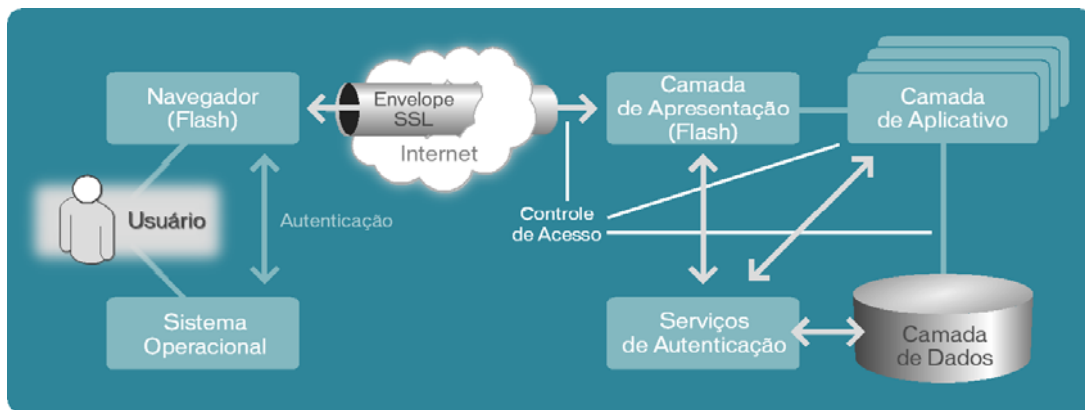 Navegador
(Flash)
Envelope
SSL
Internet
Camada
de Apresentação
(Flash)
Camada
de Aplicativo
Usuário
Autenticação
Controle
de Acesso
Sistema
Operacional
Serviços
de Autenticação
Camada
de Dados